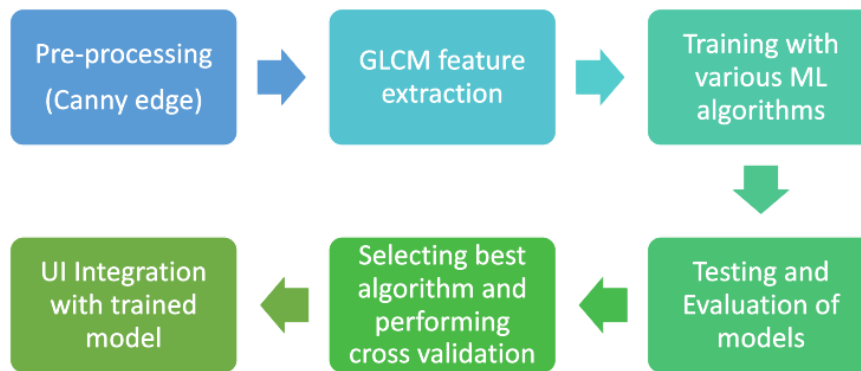 Pre-processing
(Canny edge)
GLCM feature
extraction
Training with
various ML
algorithms
Testing and
Evaluation of
models
Selecting best
algorithm and
performing
cross validation
UI Integration
with trained
model